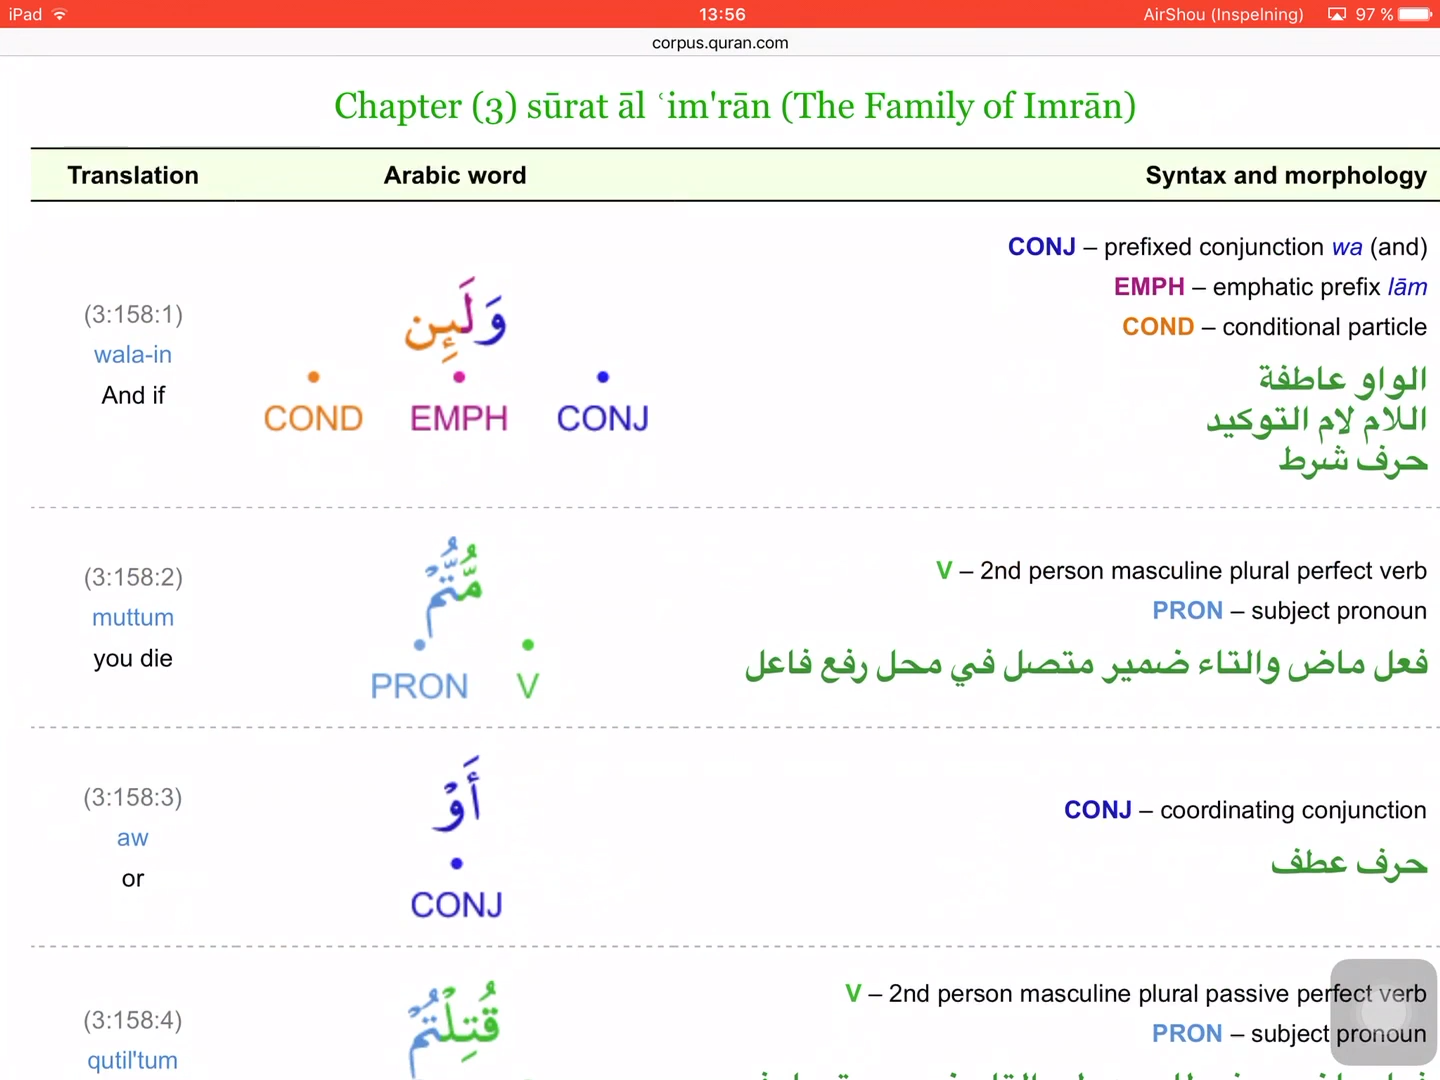 iPad 13:56 AirShou (Inspelning) 97 %
corpus.quran.com
Chapter (3) sūrat āl ʿim'rān (The Family of Imrān)
Translation Arabic word Syntax and morphology
(3:158:1)
wala-in
And if
وَلَئِن
COND EMPH CONJ
CONJ – prefixed conjunction wa (and)
EMPH – emphatic prefix lām
COND – conditional particle
الواو عاطفة
اللام لام التوكيد
حرف شرط
(3:158:2)
muttum
you die
مُّتُّمْ
PRON V
V – 2nd person masculine plural perfect verb
PRON – subject pronoun
فعل ماض والتاء ضمير متصل في محل رفع فاعل
(3:158:3)
aw
or
أَوْ
CONJ
CONJ – coordinating conjunction
حرف عطف
(3:158:4)
qutil'tum
قُتِلْتُمْ
V – 2nd person masculine plural passive perfect verb
PRON – subject pronoun